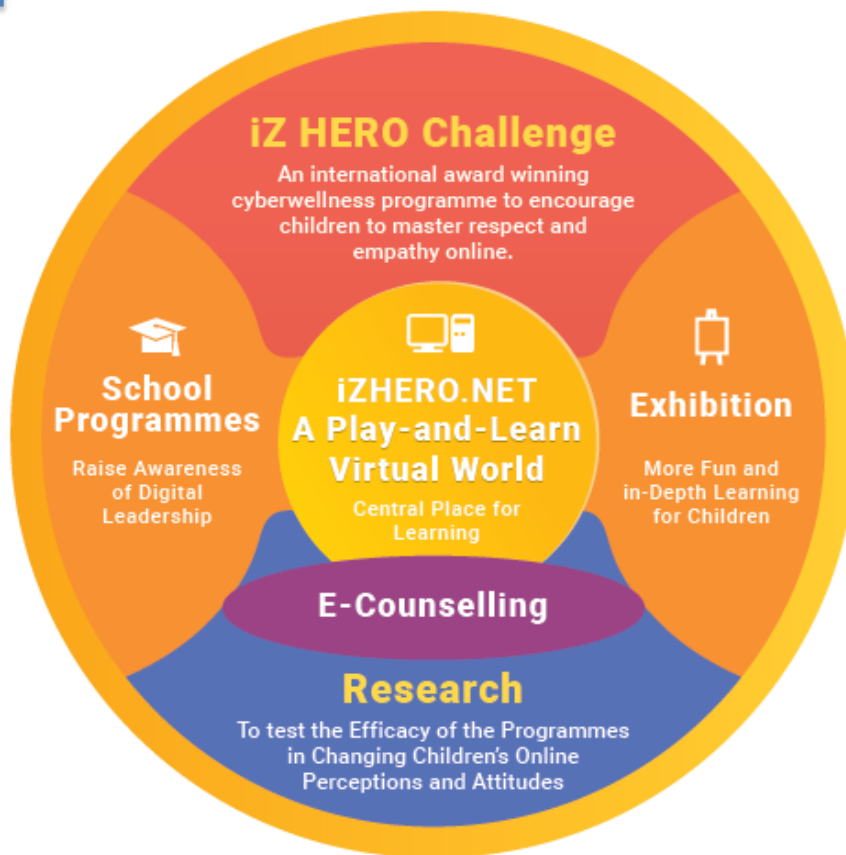 iZ HERO Challenge
An international award winning
cyberwellness programme to encourage
children to master respect and
empathy online.
School
Programmes
Raise Awareness
of Digital
Leadership
iZHERO.NET
A Play-and-Learn
Virtual World
Central Place for
Learning
Exhibition
More Fun and
in-Depth Learning
for Children
E-Counselling
Research
To test the Efficacy of the Programmes
in Changing Children's Online
Perceptions and Attitudes